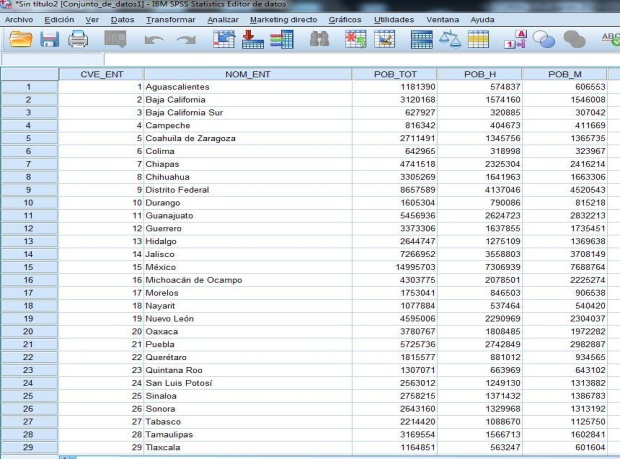 *Sin título2 [Conjunto_de_datos1] - IBM SPSS Statistics Editor de datos
Archivo Edición Ver Datos Transformar Analizar Marketing directo Gráficos Utilidades Ventana Ayuda
CVE_ENT NOM_ENT POB_TOT POB_H POB_M
1 1 Aguascalientes 1181390 574837 606553
2 2 Baja California 3120168 1574160 1546008
3 3 Baja California Sur 627927 320885 307042
4 4 Campeche 816342 404673 411669
5 5 Coahuila de Zaragoza 2711491 1345756 1365735
6 6 Colima 642965 318998 323967
7 7 Chiapas 4741518 2325304 2416214
8 8 Chihuahua 3305269 1641963 1663306
9 9 Distrito Federal 8657589 4137046 4520543
10 10 Durango 1605304 790086 815218
11 11 Guanajuato 5456936 2624723 2832213
12 12 Guerrero 3373306 1637855 1735451
13 13 Hidalgo 2644747 1275109 1369638
14 14 Jalisco 7266952 3558803 3708149
15 15 México 14995703 7306939 7688764
16 16 Michoacán de Ocampo 4303775 2078501 2225274
17 17 Morelos 1753041 846503 906538
18 18 Nayarit 1077884 537464 540420
19 19 Nuevo León 4595006 2290969 2304037
20 20 Oaxaca 3780767 1808485 1972282
21 21 Puebla 5725736 2742849 2982887
22 22 Querétaro 1815577 881012 934565
23 23 Quintana Roo 1307071 663969 643102
24 24 San Luis Potosí 2563012 1249130 1313882
25 25 Sinaloa 2758215 1371432 1386783
26 26 Sonora 2643160 1329968 1313192
27 27 Tabasco 2214420 1088670 1125750
28 28 Tamaulipas 3169554 1566713 1602841
29 29 Tlaxcala 1164851 563247 601604